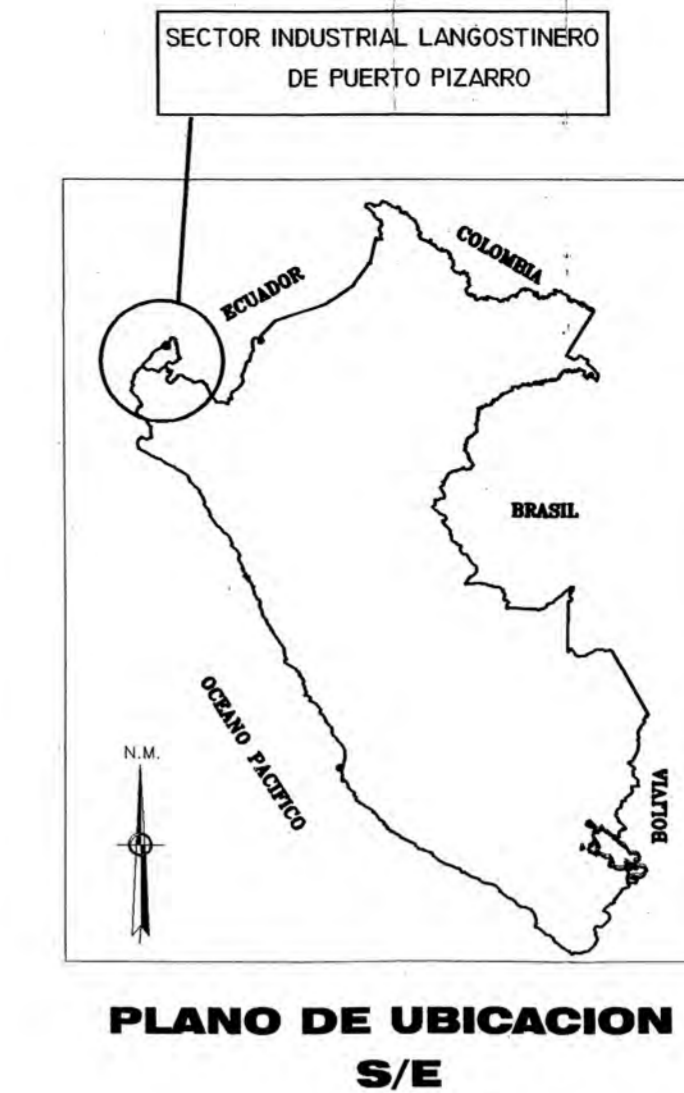 SECTOR INDUSTRIAL LANGOSTINERO
DE PUERTO PIZARRO
COLOMBIA
ECUADOR
BRASIL
OCEANO PACIFICO
N.M.
BOLIVIA
PLANO DE UBICACION
S/E